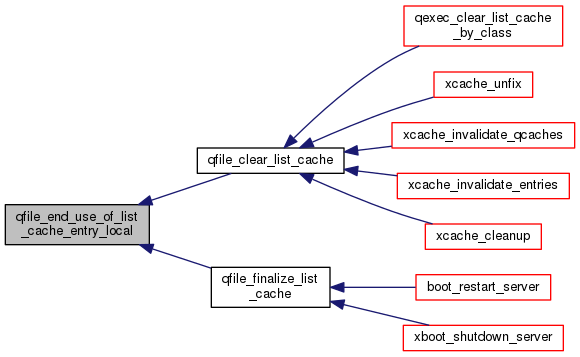 qexec_clear_list_cache
_by_class
xcache_unfix
xcache_invalidate_qcaches
qfile_clear_list_cache
xcache_invalidate_entries
qfile_end_use_of_list
_cache_entry_local
xcache_cleanup
qfile_finalize_list
_cache
boot_restart_server
xboot_shutdown_server